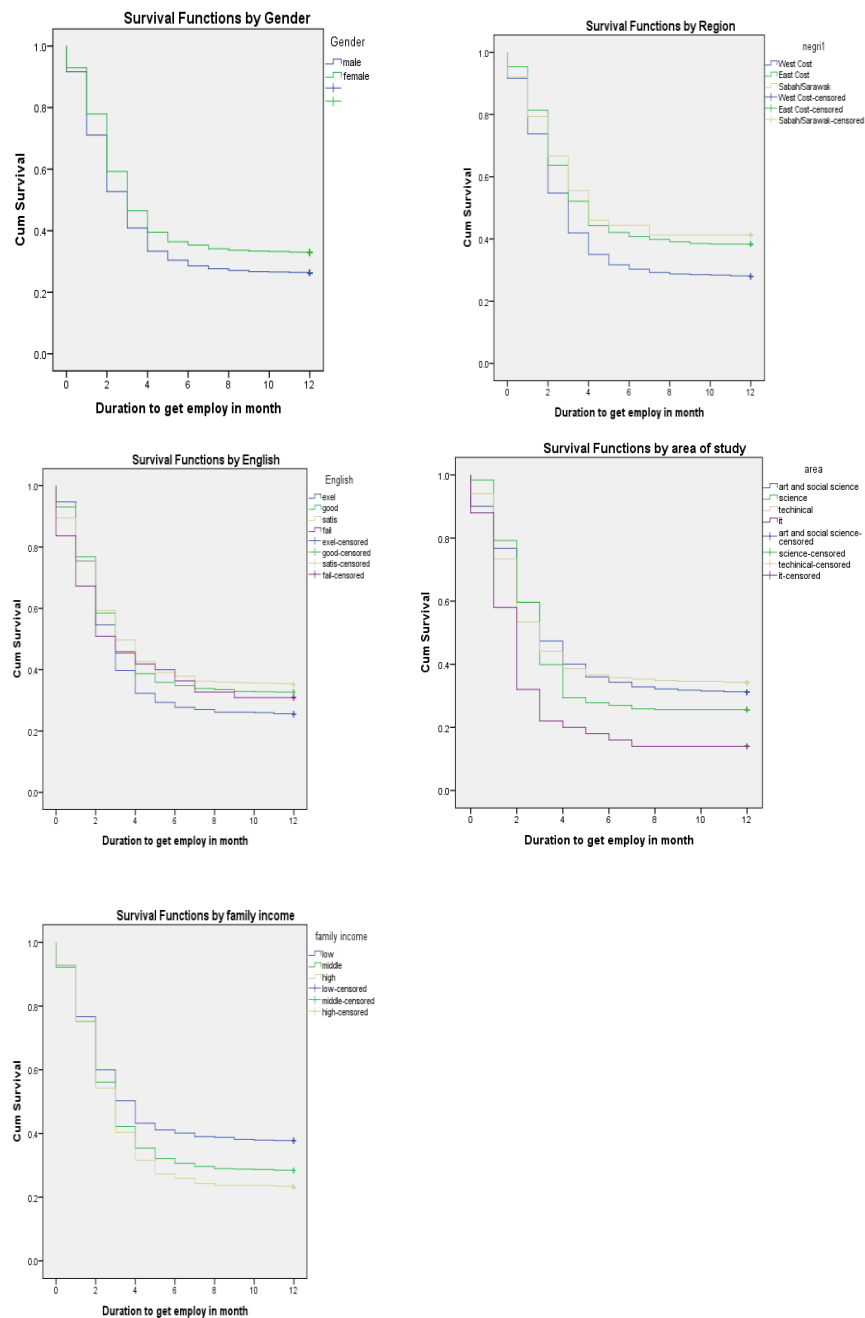 Survival Functions by Gender
Gender
male
female
Cum Survival
1.0
0.8
0.6
0.4
0.2
0.0
0 2 4 6 8 10 12
Duration to get employ in month
Survival Functions by Region
negri1
West Cost
East Cost
Sabah/Sarawak
West Cost-censored
East Cost-censored
Sabah/Sarawak-censored
Cum Survival
1.0
0.8
0.6
0.4
0.2
0.0
0 2 4 6 8 10 12
Duration to get employ in month
Survival Functions by English
English
exel
good
satis
fail
exel-censored
good-censored
satis-censored
fail-censored
Cum Survival
1.0
0.8
0.6
0.4
0.2
0.0
0 2 4 6 8 10 12
Duration to get employ in month
Survival Functions by area of study
area
art and social science
science
techinical
it
art and social science-
censored
science-censored
techinical-censored
it-censored
Cum Survival
1.0
0.8
0.6
0.4
0.2
0.0
0 2 4 6 8 10 12
Duration to get employ in month
Survival Functions by family income
family income
low
middle
high
low-censored
middle-censored
high-censored
Cum Survival
1.0
0.8
0.6
0.4
0.2
0.0
0 2 4 6 8 10 12
Duration to get employ in month